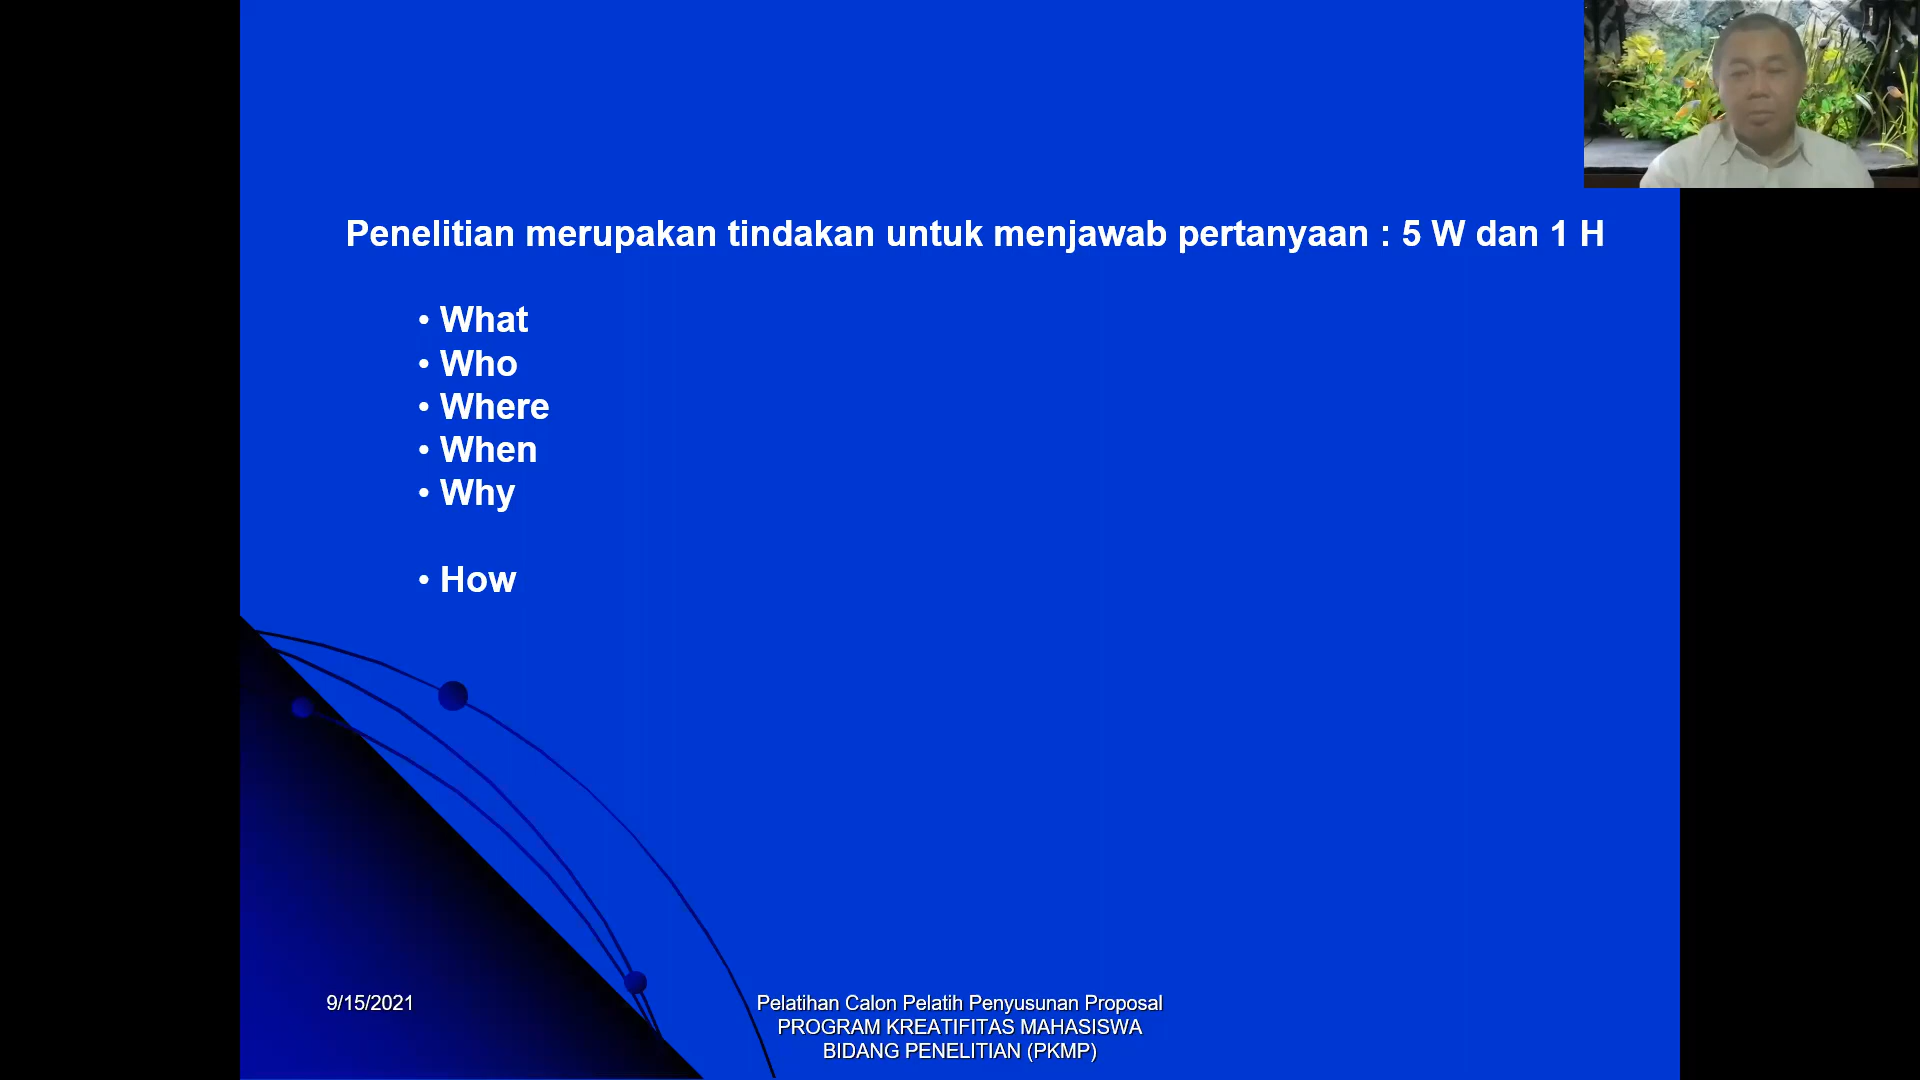 Penelitian merupakan tindakan untuk menjawab pertanyaan : 5 W dan 1 H
• What
• Who
• Where
• When
• Why
• How
9/15/2021
Pelatihan Calon Pelatih Penyusunan Proposal
PROGRAM KREATIFITAS MAHASISWA
BIDANG PENELITIAN (PKMP)